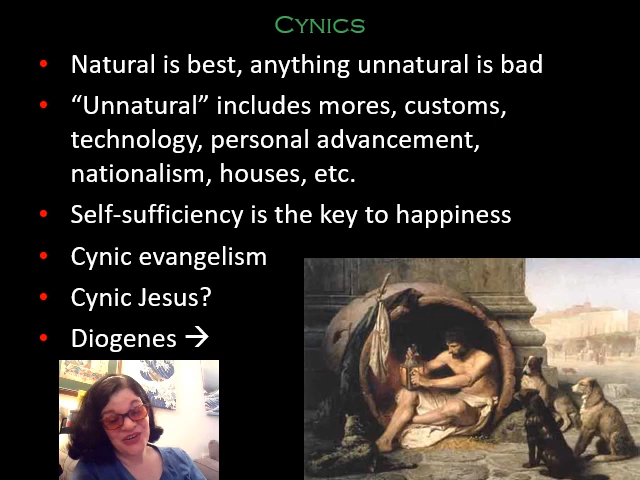 Cynics
• Natural is best, anything unnatural is bad
• “Unnatural” includes mores, customs,
technology, personal advancement,
nationalism, houses, etc.
• Self-sufficiency is the key to happiness
• Cynic evangelism
• Cynic Jesus?
• Diogenes →